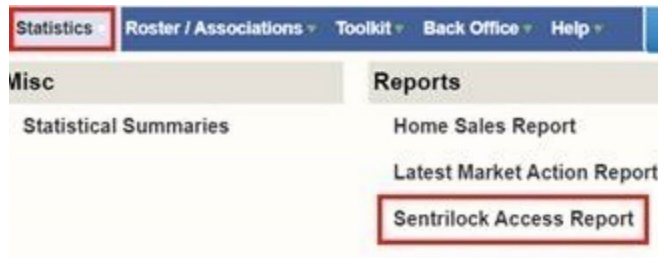 Statistics Roster / Associations Toolkit Back Office Help
Misc Reports
Statistical Summaries Home Sales Report
Latest Market Action Report
Sentrilock Access Report